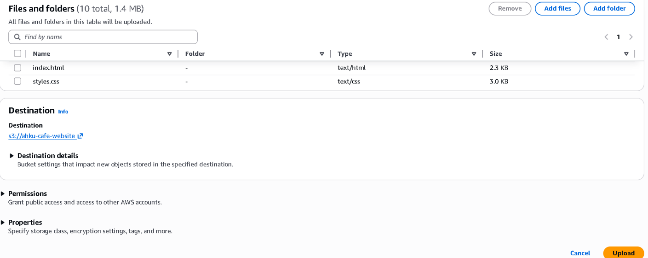 Files and folders (10 total, 1.4 MB)
Remove
Add files
Add folder
All files and folders in this table will be uploaded.
Find by name
1
Name Folder Type Size
index.html - text/html 2.3 KB
styles.css - text/css 3.0 KB
Destination Info
Destination
s3://ahku-cafe-website
Destination details
Bucket settings that impact new objects stored in the specified destination.
Permissions
Grant public access and access to other AWS accounts.
Properties
Specify storage class, encryption settings, tags, and more.
Cancel
Upload